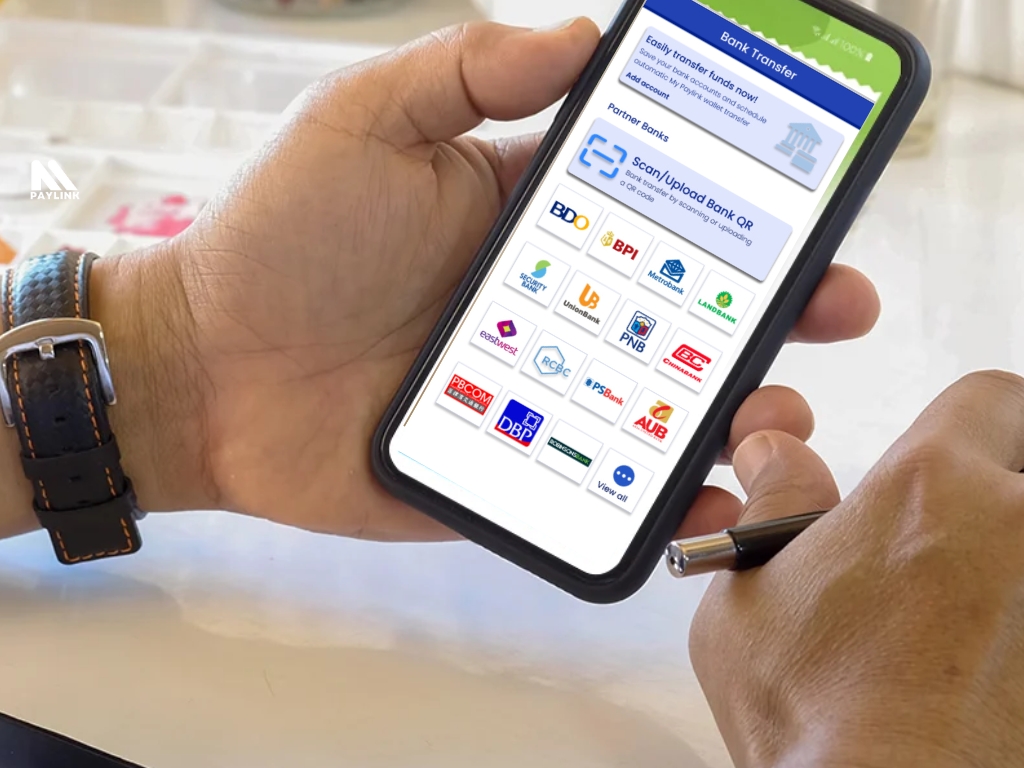 PAYLINK
100%
Bank Transfer
Easily transfer funds now!
Save your bank accounts and schedule
automatic My Paylink wallet transfer
Add account
Partner Banks
Scan/Upload Bank QR
Bank transfer by scanning or uploading
a QR code
BDO
BPI
Metrobank
LANDBANK
SECURITY
BANK
UnionBank
PNB
CHINABANK
eastwest
RCBC
PSBank
AUB
PBCOM
DBP
ROBINSONSBANK
View all